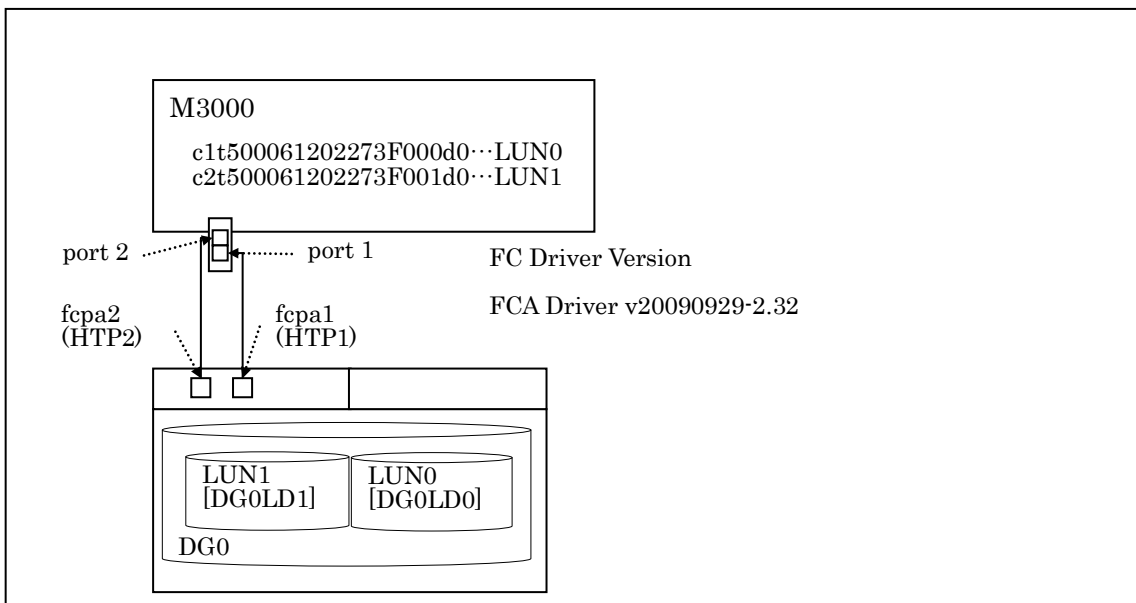 M3000
c1t500061202273F000d0…LUN0
c2t500061202273F001d0…LUN1
port 2
port 1
FC Driver Version
fcpa2
(HTP2)
fcpa1
(HTP1)
FCA Driver v20090929-2.32
LUN1
[DG0LD1]
LUN0
[DG0LD0]
DG0